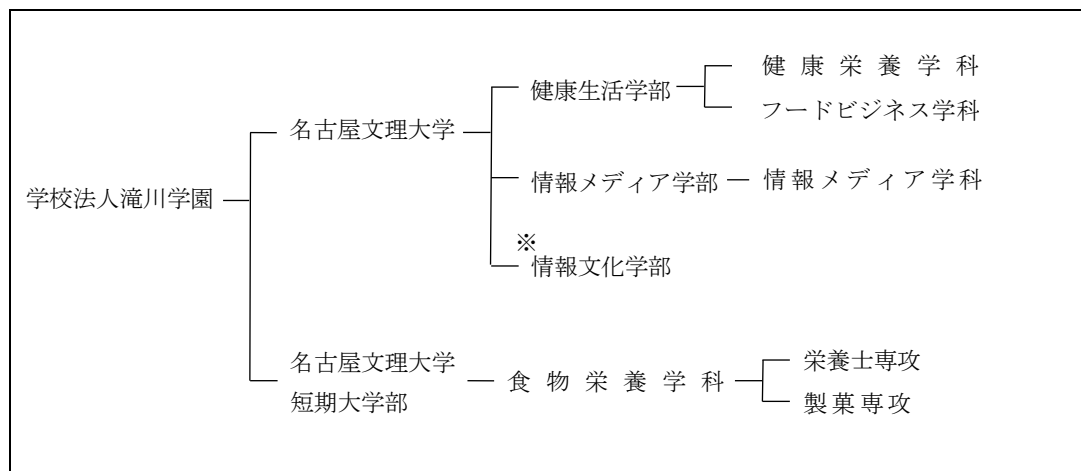 健康栄養学科
健康生活学部
フードビジネス学科
名古屋文理大学
情報メディア学部
情報メディア学科
学校法人滝川学園
※
情報文化学部
名古屋文理大学
短期大学部
食物栄養学科
栄養士専攻
製菓専攻